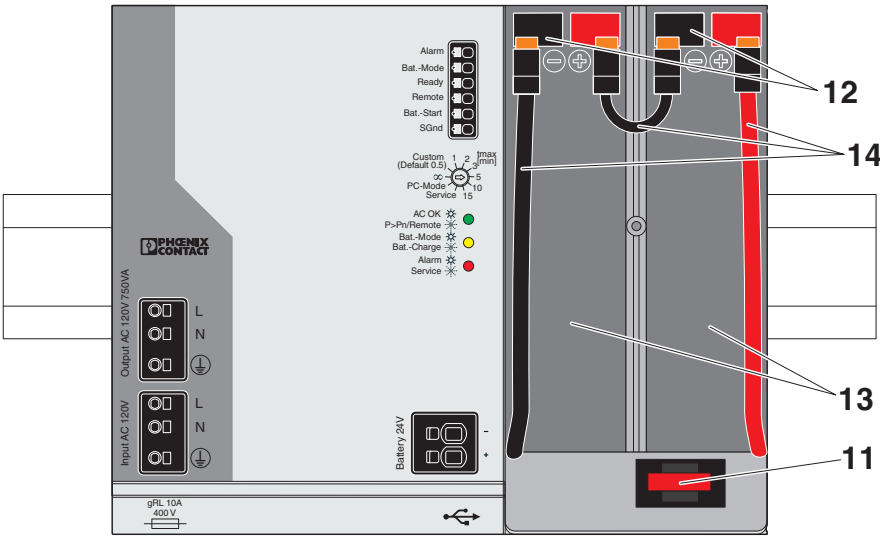 Alarm
Bat.-Mode
Ready
Remote
Bat.-Start
SGnd
Custom
(Default 0.5)
1 2 3 5 10 15
tmax
[min]
∞
PC-Mode
Service
AC OK
P>Pn/Remote
Bat.-Mode
Bat.-Charge
Alarm
Service
PHŒNIX
CONTACT
Output AC 120V 750VA
L
N
Input AC 120V
L
N
Battery 24V
-
+
gRL 10A
400 V
− + − +
12
14
13
11